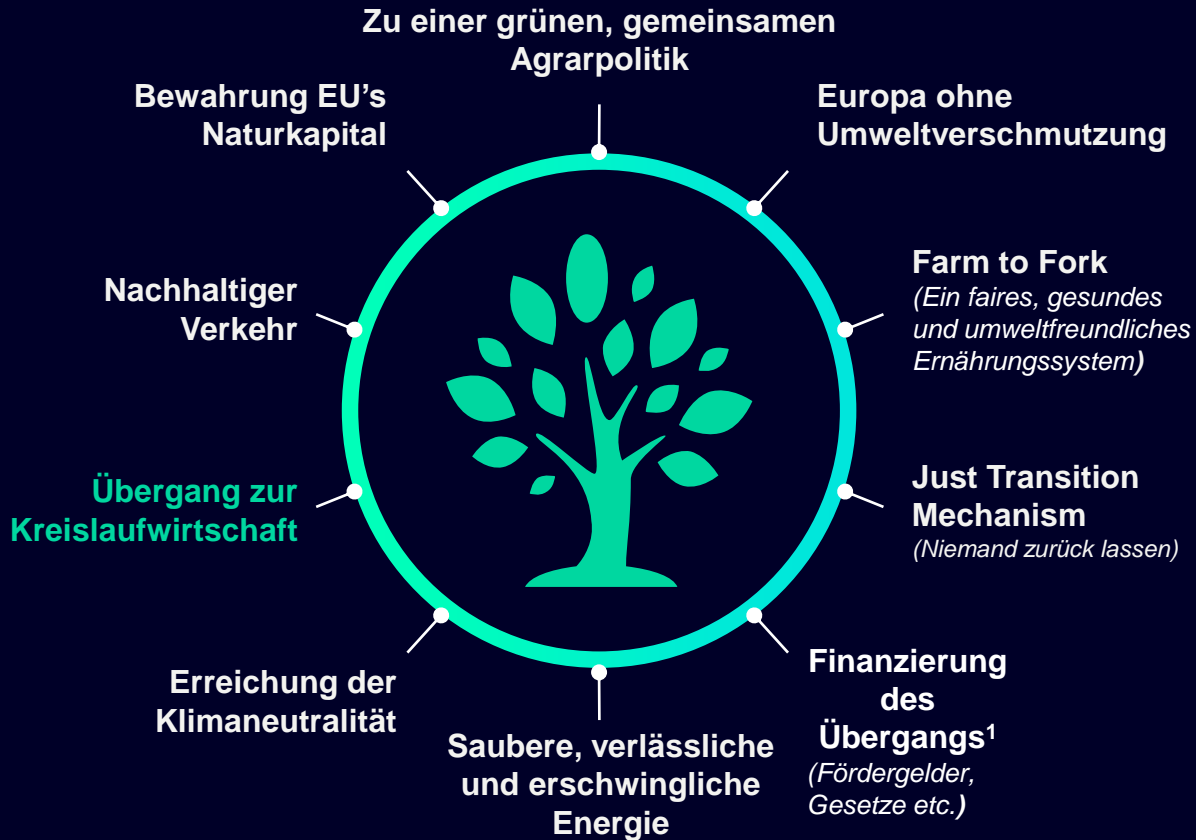 Zu einer grünen, gemeinsamen
Agrarpolitik
Bewahrung EU’s
Naturkapital
Europa ohne
Umweltverschmutzung
Nachhaltiger
Verkehr
Farm to Fork
(Ein faires, gesundes
und umweltfreundliches
Ernährungssystem)
Übergang zur
Kreislaufwirtschaft
Just Transition
Mechanism
(Niemand zurück lassen)
Erreichung der
Klimaneutralität
Saubere, verlässliche
und erschwingliche
Energie
Finanzierung
des
Übergangs¹
(Fördergelder,
Gesetze etc.)